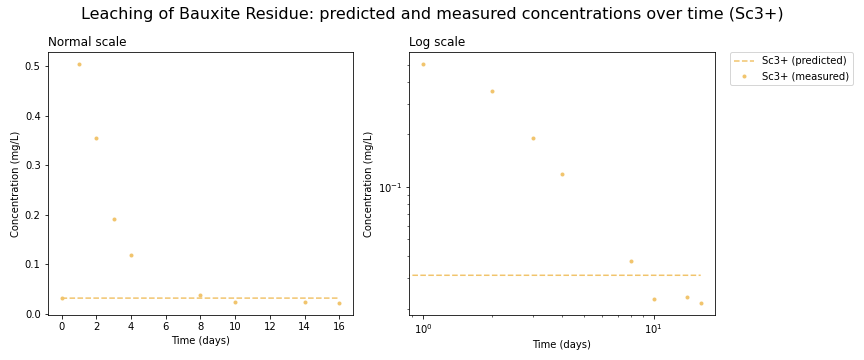 Leaching of Bauxite Residue: predicted and measured concentrations over time (Sc3+)
Normal scale
Concentration (mg/L)
0.5
0.4
0.3
0.2
0.1
0.0
0 2 4 6 8 10 12 14 16
Time (days)
Log scale
Concentration (mg/L)
10⁻¹
10⁰ 10¹
Time (days)
Sc3+ (predicted)
Sc3+ (measured)